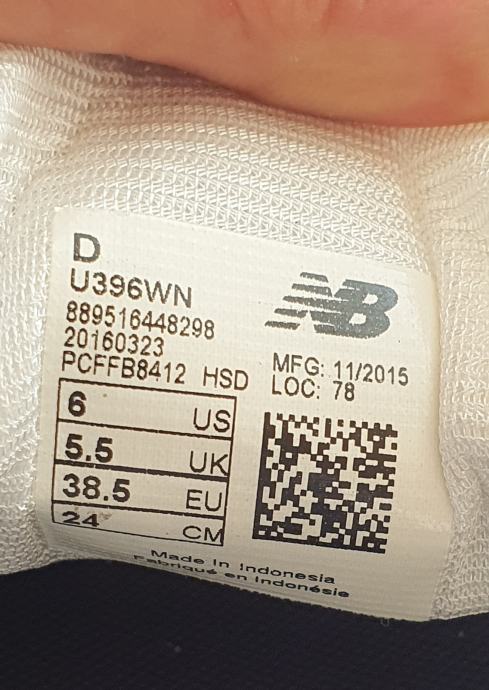 D
U396WN
889516448298
20160323
PCFFB8412 HSD
NB
MFG: 11/2015
LOC: 78
6 US
5.5 UK
38.5 EU
24 CM
Made in Indonesia
Fabriqué en Indonésie